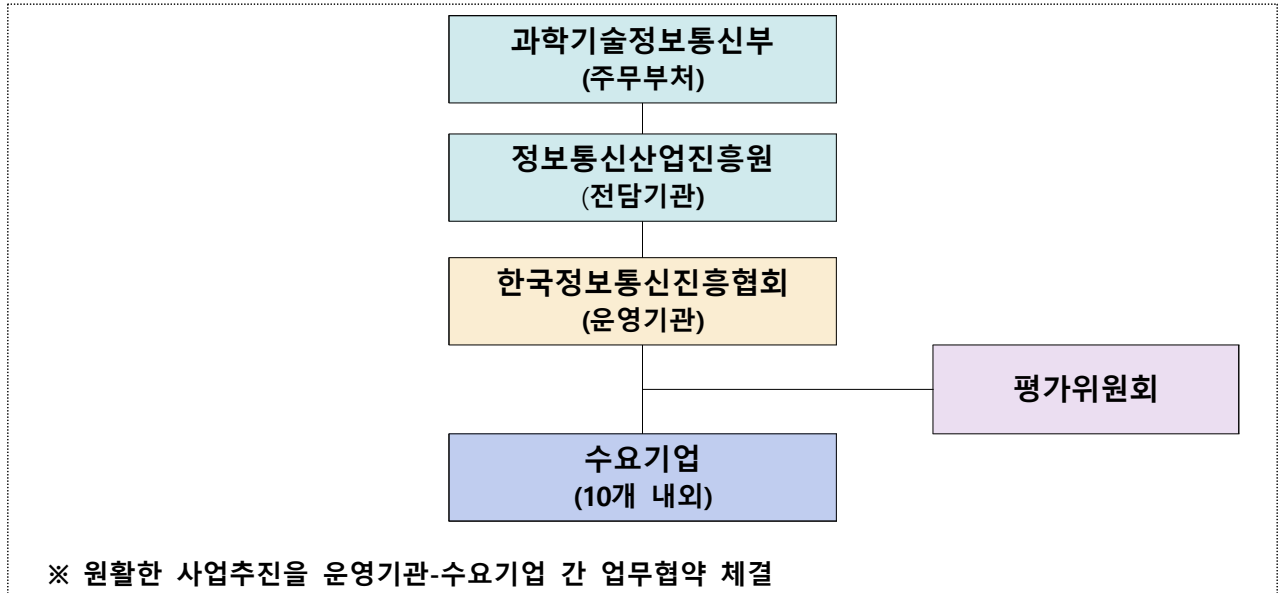 과학기술정보통신부
(주무부처)
정보통신산업진흥원
(전담기관)
한국정보통신진흥협회
(운영기관)
평가위원회
수요기업
(10개 내외)
※ 원활한 사업추진을 운영기관-수요기업 간 업무협약 체결